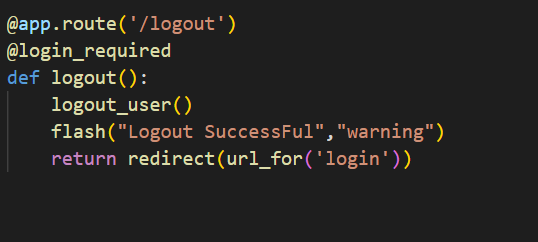 @app.route('/logout')
@login_required
def logout():
    logout_user()
    flash("Logout SuccessFul","warning")
    return redirect(url_for('login'))